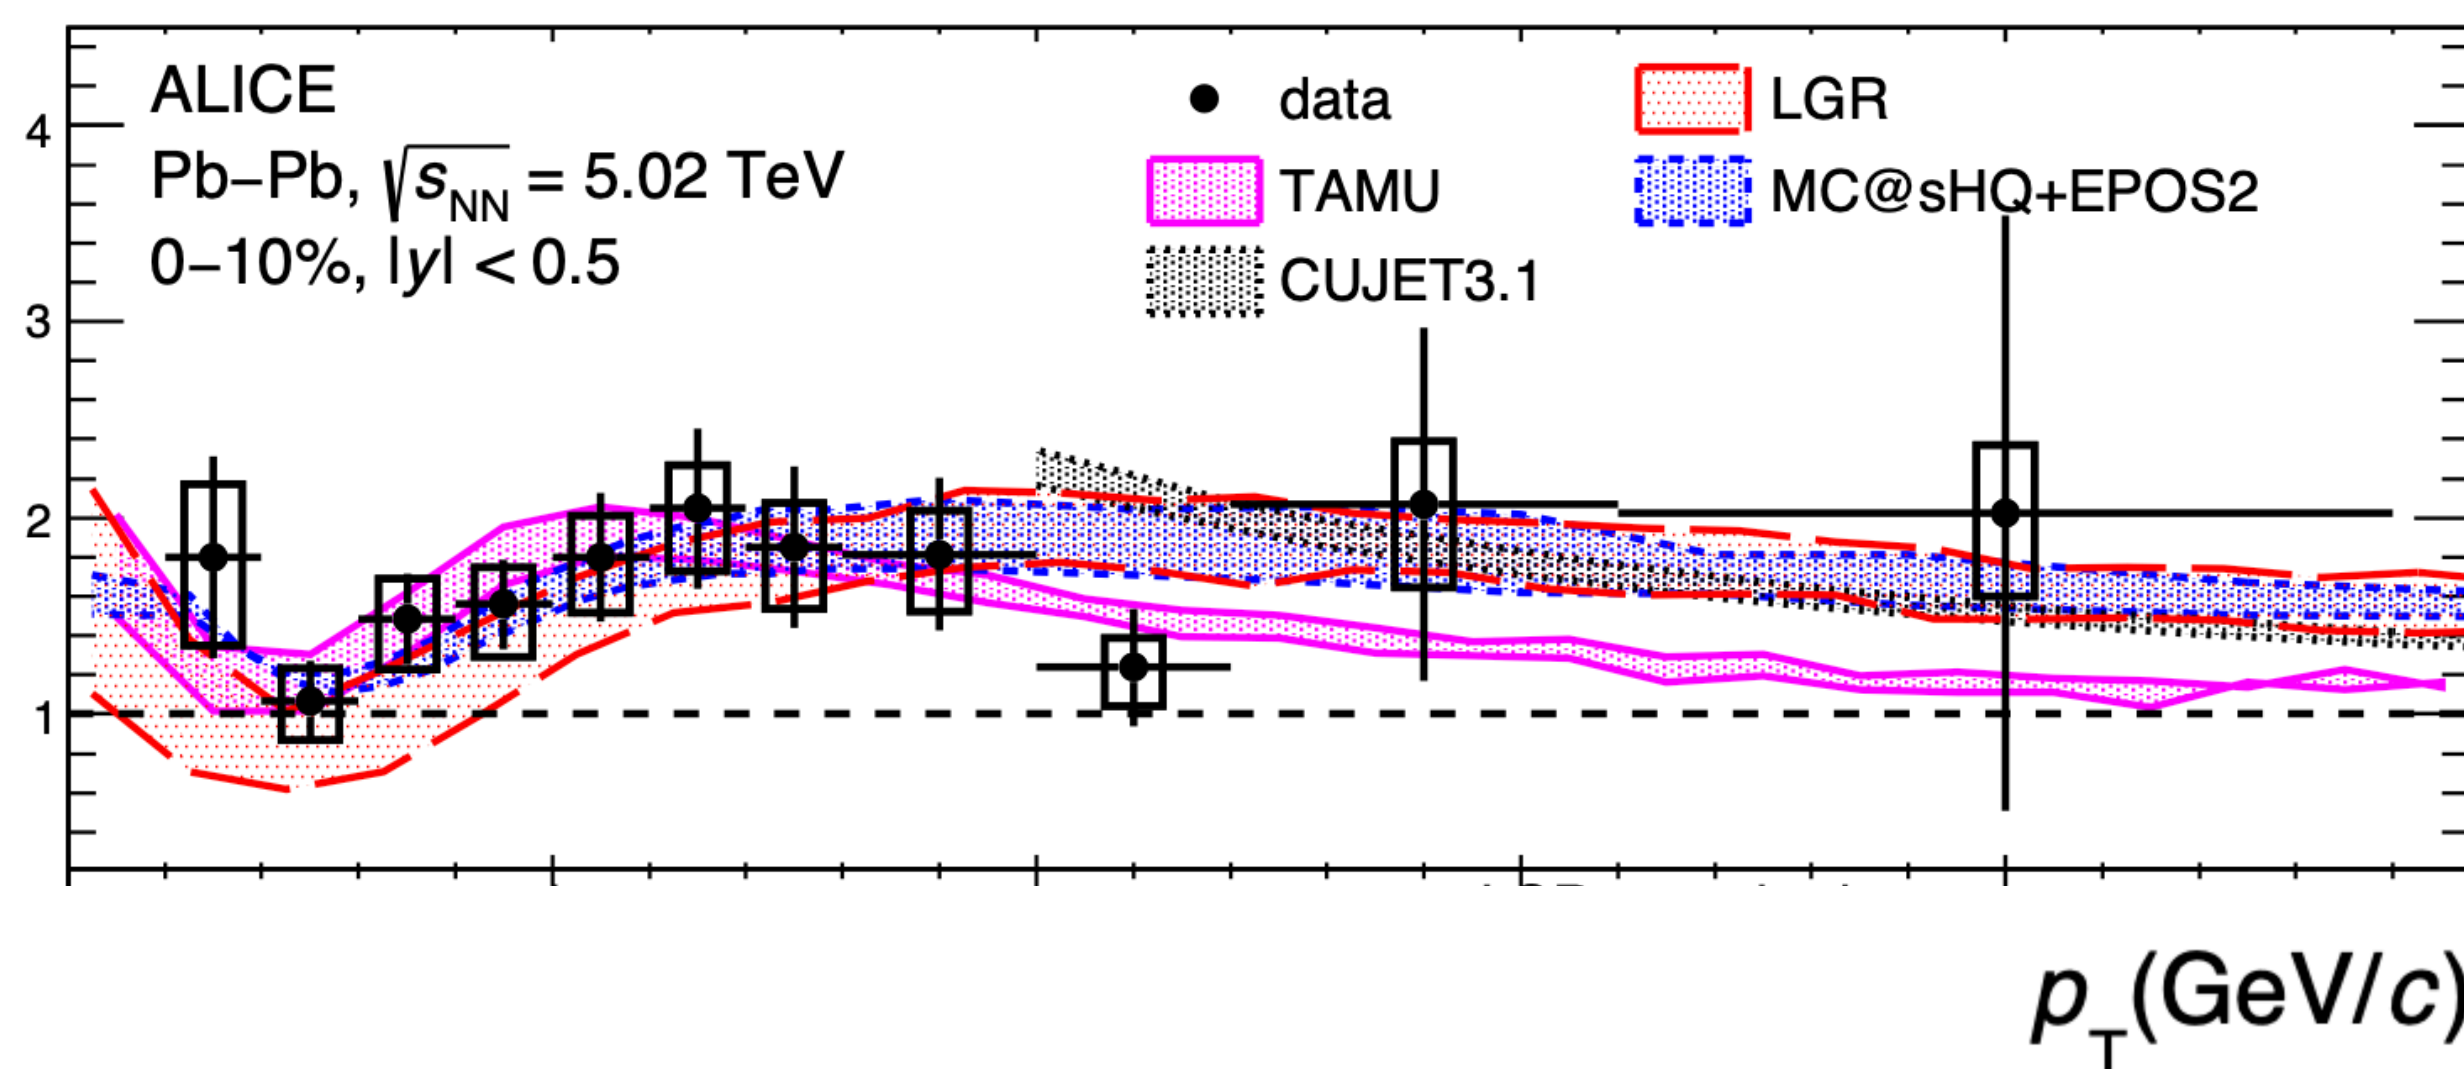 ALICE
Pb–Pb, √sNN = 5.02 TeV
0–10%, |y| < 0.5
data
LGR
TAMU
MC@sHQ+EPOS2
CUJET3.1
4
3
2
1
pT(GeV/c)